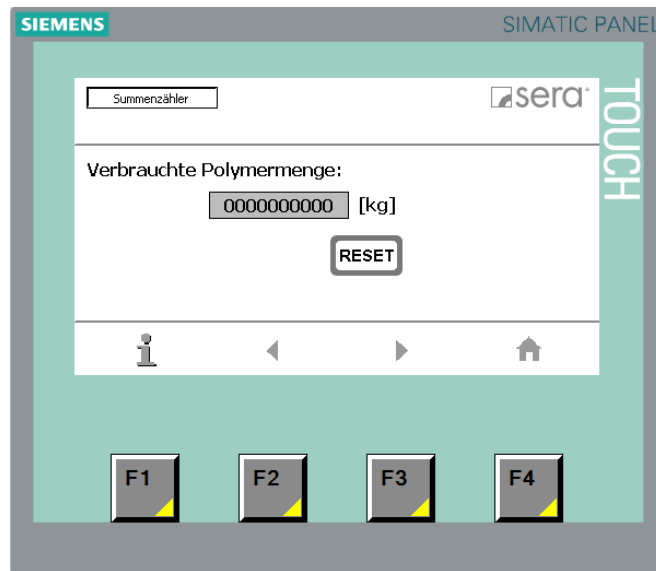 SIEMENS
SIMATIC PANEL
TOUCH
Summenzähler
sera
Verbrauchte Polymermenge:
0000000000 [kg]
RESET
F1 F2 F3 F4